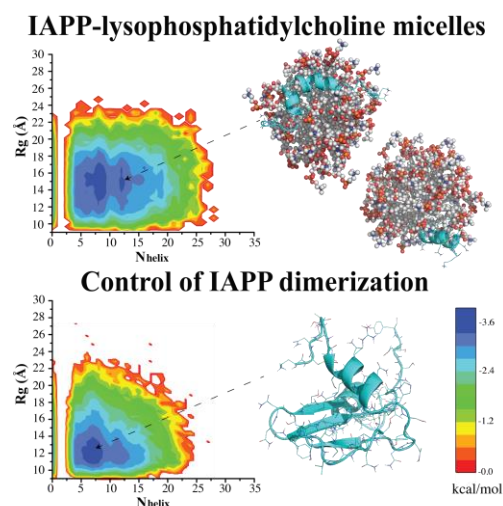 IAPP-lysophosphatidylcholine micelles
30
28
26
24
22
20
18
16
14
12
10
Rg (Å)
0 5 10 15 20 25 30 35
Nhelix
Control of IAPP dimerization
30
28
26
24
22
20
18
16
14
12
10
Rg (Å)
0 5 10 15 20 25 30 35
Nhelix
-3.6
-2.4
-1.2
-0.0
kcal/mol